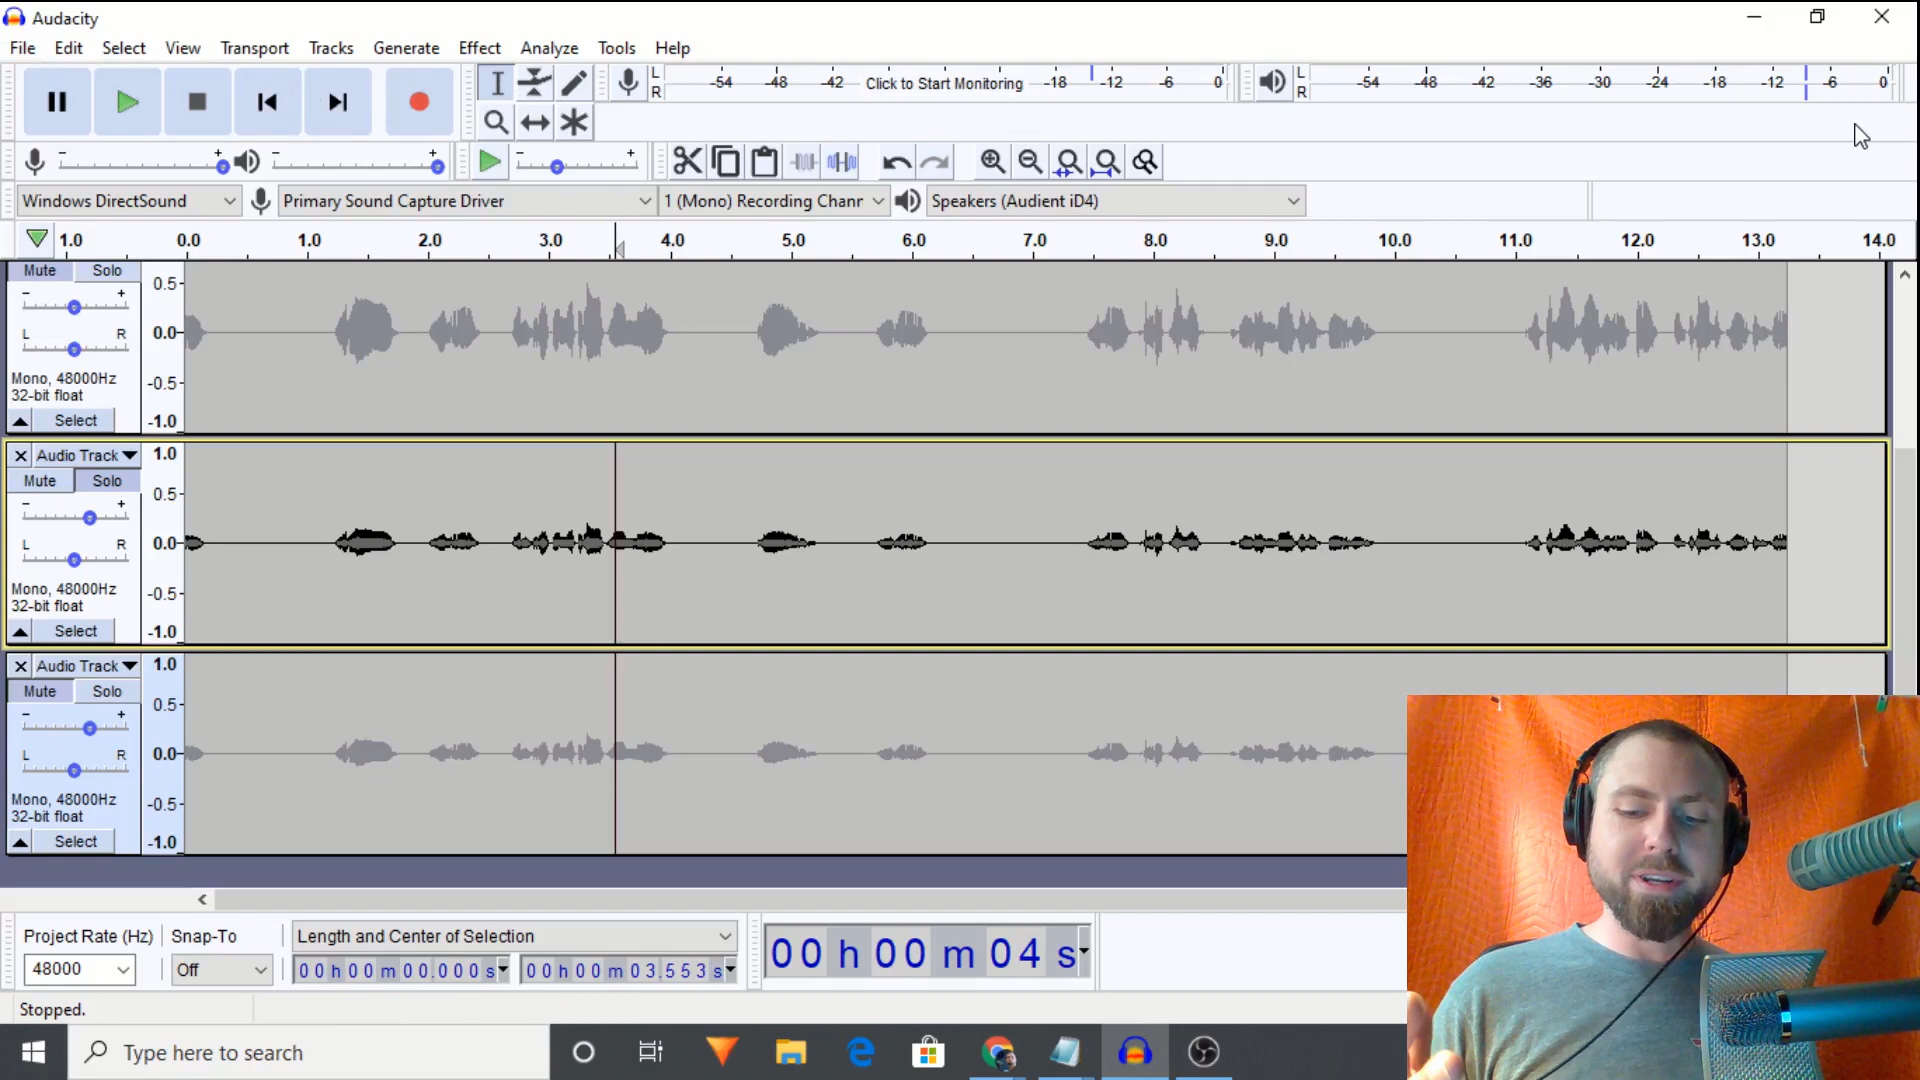 Audacity
File Edit Select View Transport Tracks Generate Effect Analyze Tools Help
L R -54 -48 -42 Click to Start Monitoring -18 -12 -6 0
L R -54 -48 -42 -36 -30 -24 -18 -12 -6 0
- + - + - +
Windows DirectSound Primary Sound Capture Driver 1 (Mono) Recording Chanr Speakers (Audient iD4)
1.0 0.0 1.0 2.0 3.0 4.0 5.0 6.0 7.0 8.0 9.0 10.0 11.0 12.0 13.0 14.0
Mute Solo 0.5
- +
L R 0.0
Mono, 48000Hz -0.5
32-bit float
Select -1.0
X Audio Track 1.0
Mute Solo 0.5
- +
L R 0.0
Mono, 48000Hz -0.5
32-bit float
Select -1.0
X Audio Track 1.0
Mute Solo 0.5
- +
L R 0.0
Mono, 48000Hz -0.5
32-bit float
Select -1.0
Project Rate (Hz) Snap-To Length and Center of Selection
48000 Off 00 h 00 m 00.000 s 00 h 00 m 03.553 s
00 h 00 m 04 s
Stopped.
Type here to search